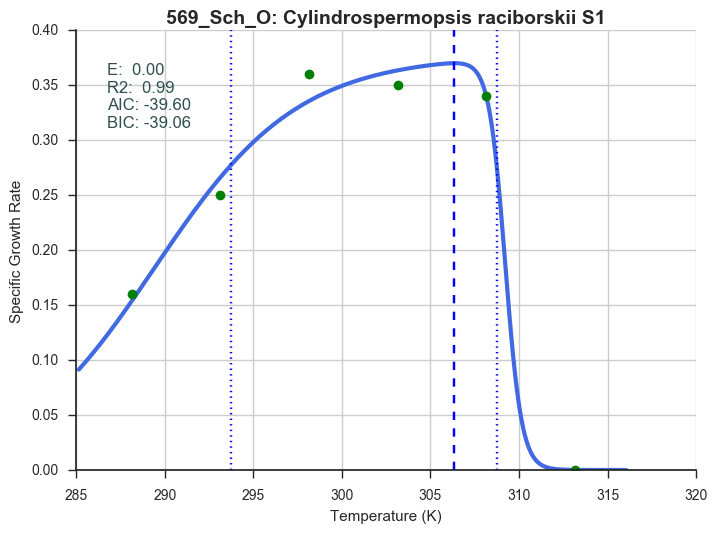 569_Sch_O: Cylindrospermopsis raciborskii S1
0.40
0.35
0.30
0.25
0.20
0.15
0.10
0.05
0.00
Specific Growth Rate
E: 0.00
R2: 0.99
AIC: -39.60
BIC: -39.06
285 290 295 300 305 310 315 320
Temperature (K)